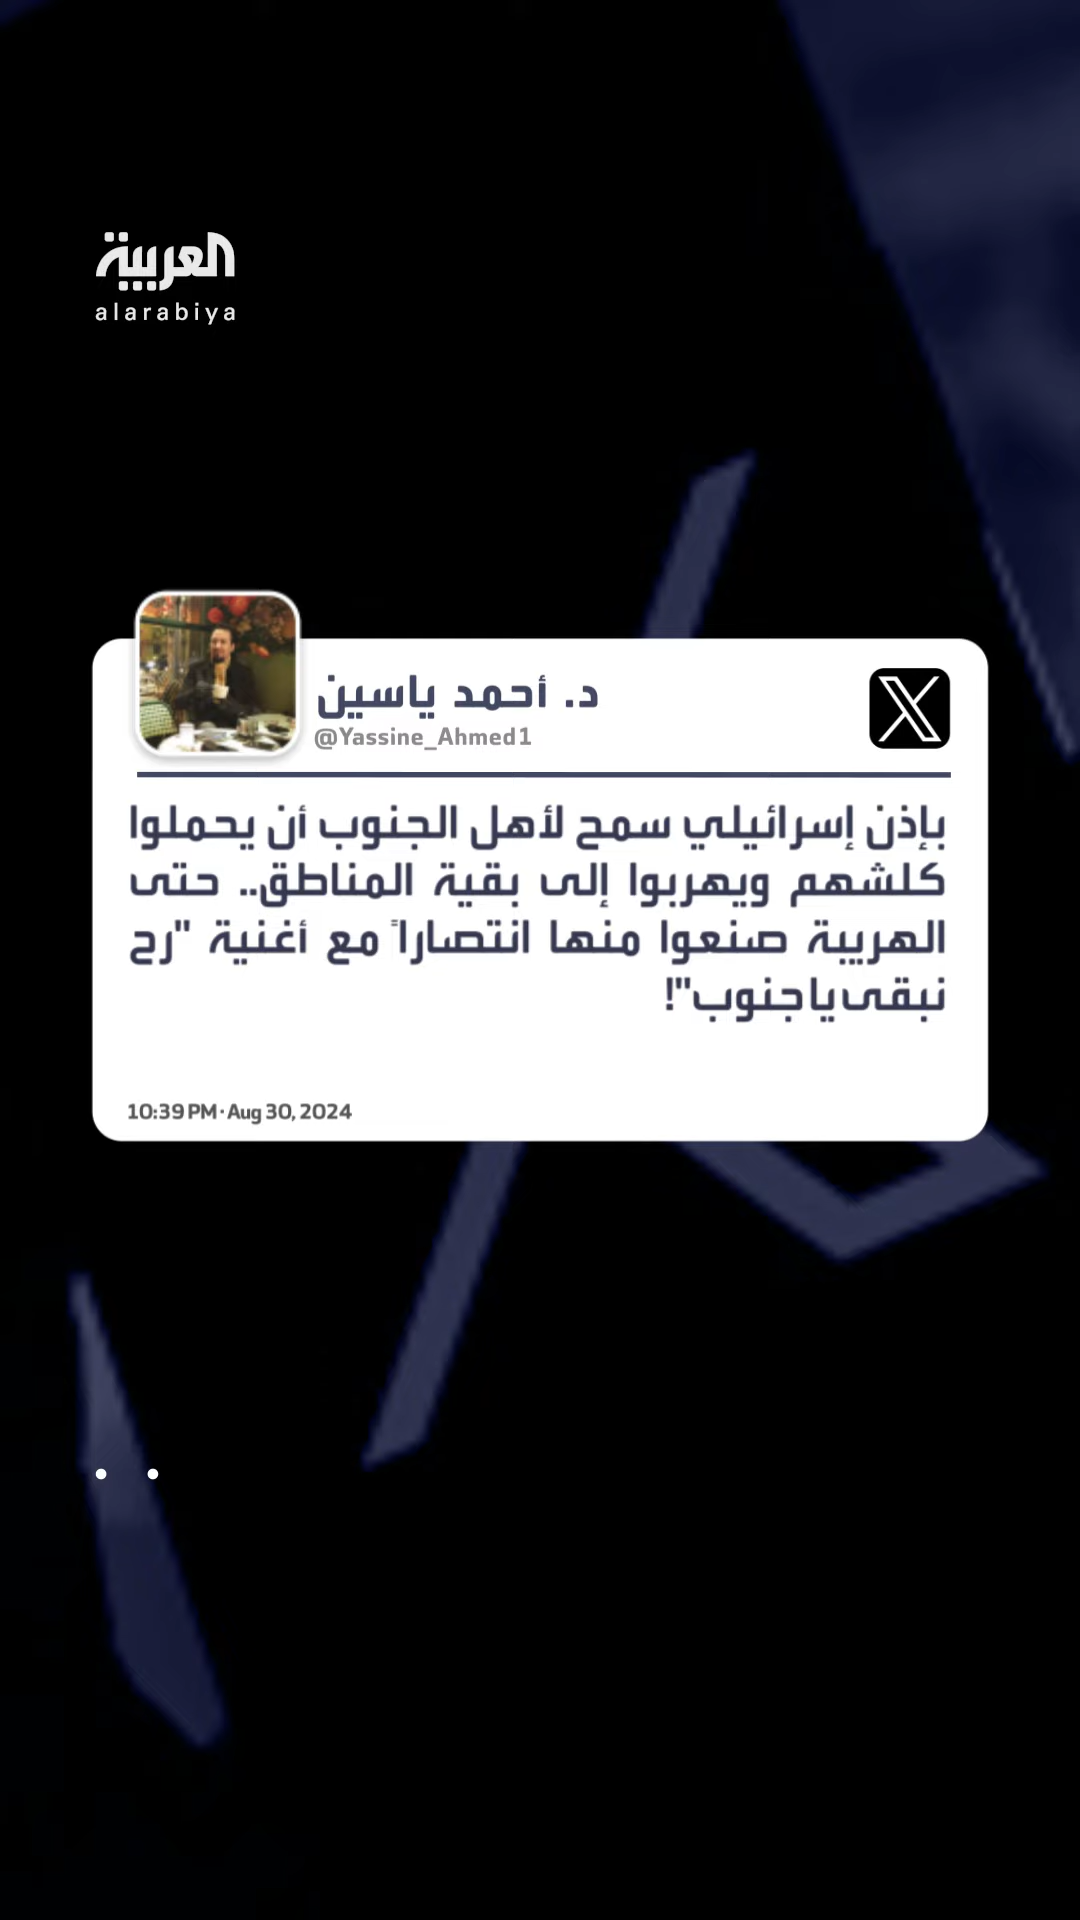 العربية
alarabiya
د. أحمد ياسين
@Yassine_Ahmed1
بإذن إسرائيلي سمح لأهل الجنوب أن يحملوا
كلشهم ويهربوا إلى بقية المناطق.. حتى
الهريبة صنعوا منها انتصاراً مع أغنية "رح
نبقى يا جنوب"!
10:39 PM · Aug 30, 2024